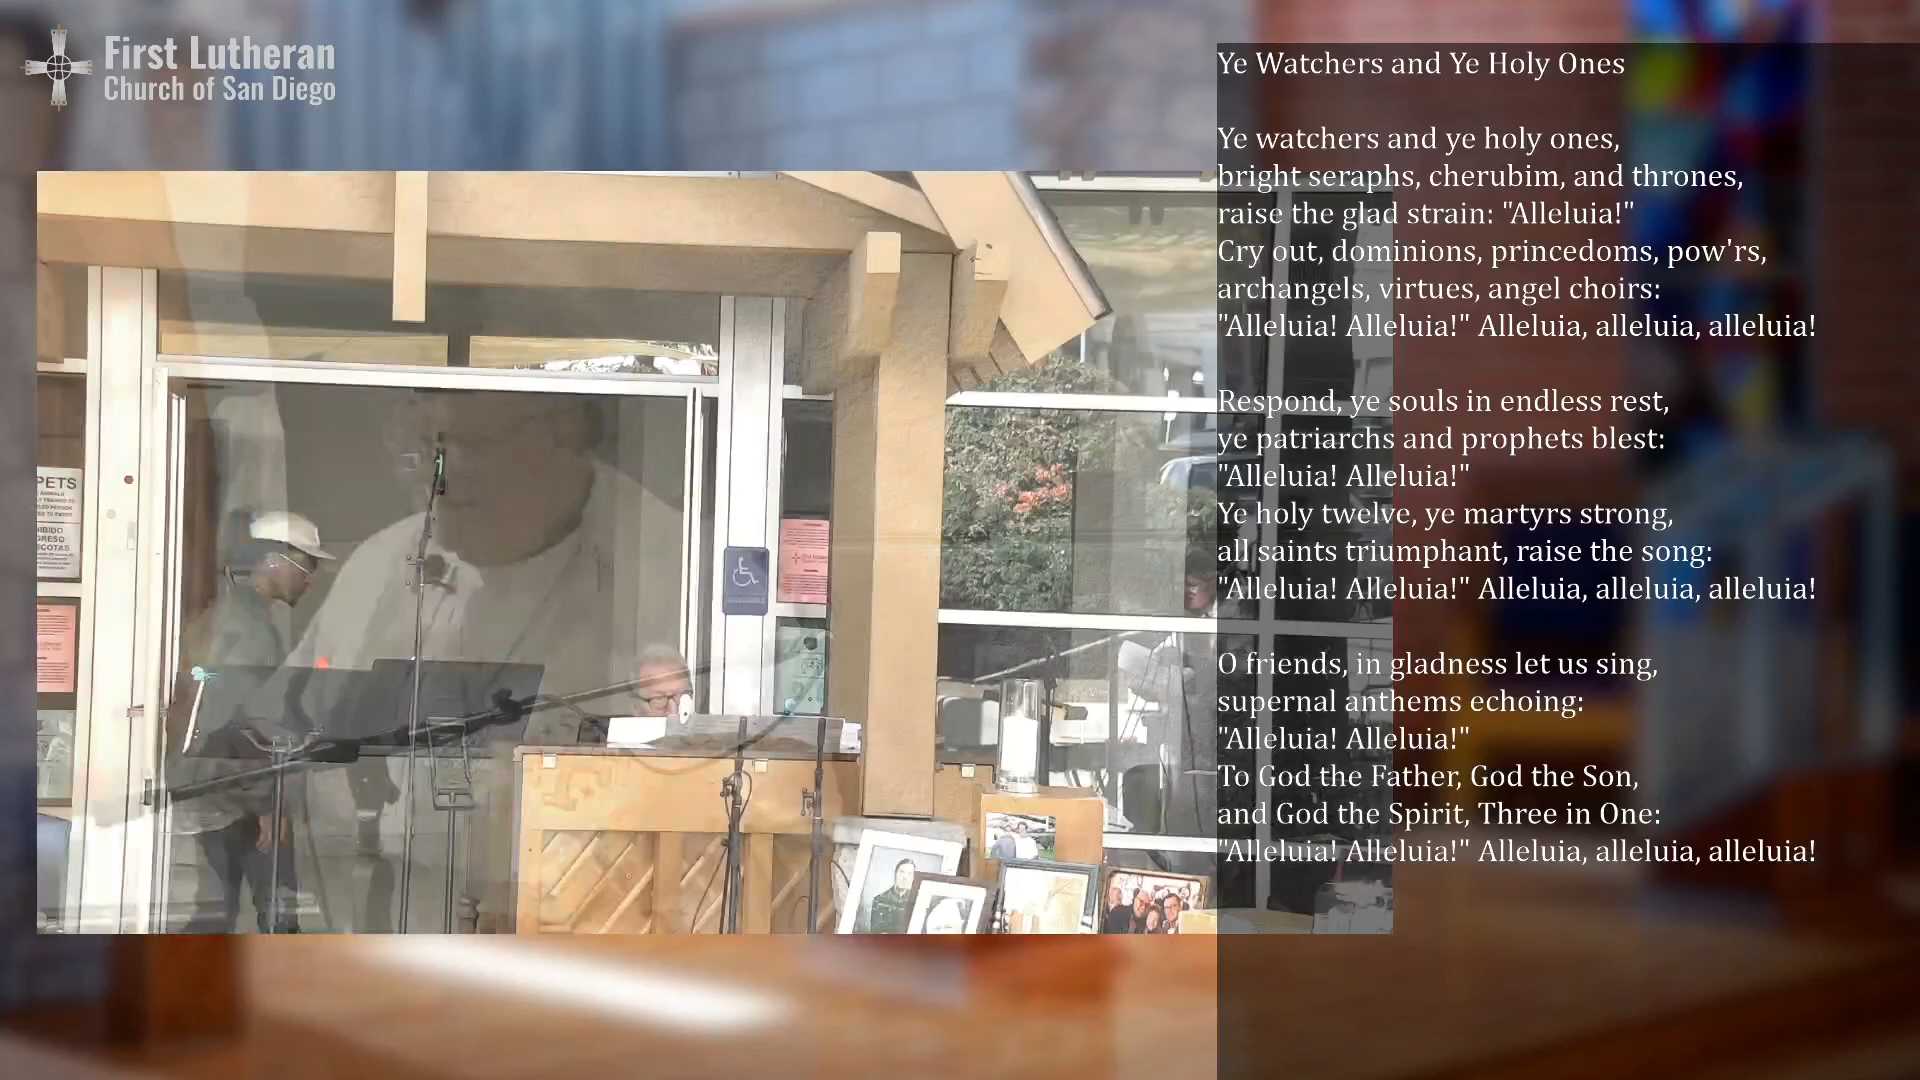 First Lutheran
Church of San Diego
Ye Watchers and Ye Holy Ones
Ye watchers and ye holy ones,
bright seraphs, cherubim, and thrones,
raise the glad strain: "Alleluia!"
Cry out, dominions, princedoms, pow'rs,
archangels, virtues, angel choirs:
"Alleluia! Alleluia!" Alleluia, alleluia, alleluia!
Respond, ye souls in endless rest,
ye patriarchs and prophets blest:
"Alleluia! Alleluia!"
Ye holy twelve, ye martyrs strong,
all saints triumphant, raise the song:
"Alleluia! Alleluia!" Alleluia, alleluia, alleluia!
O friends, in gladness let us sing,
supernal anthems echoing:
"Alleluia! Alleluia!"
To God the Father, God the Son,
and God the Spirit, Three in One:
"Alleluia! Alleluia!" Alleluia, alleluia, alleluia!
PETS